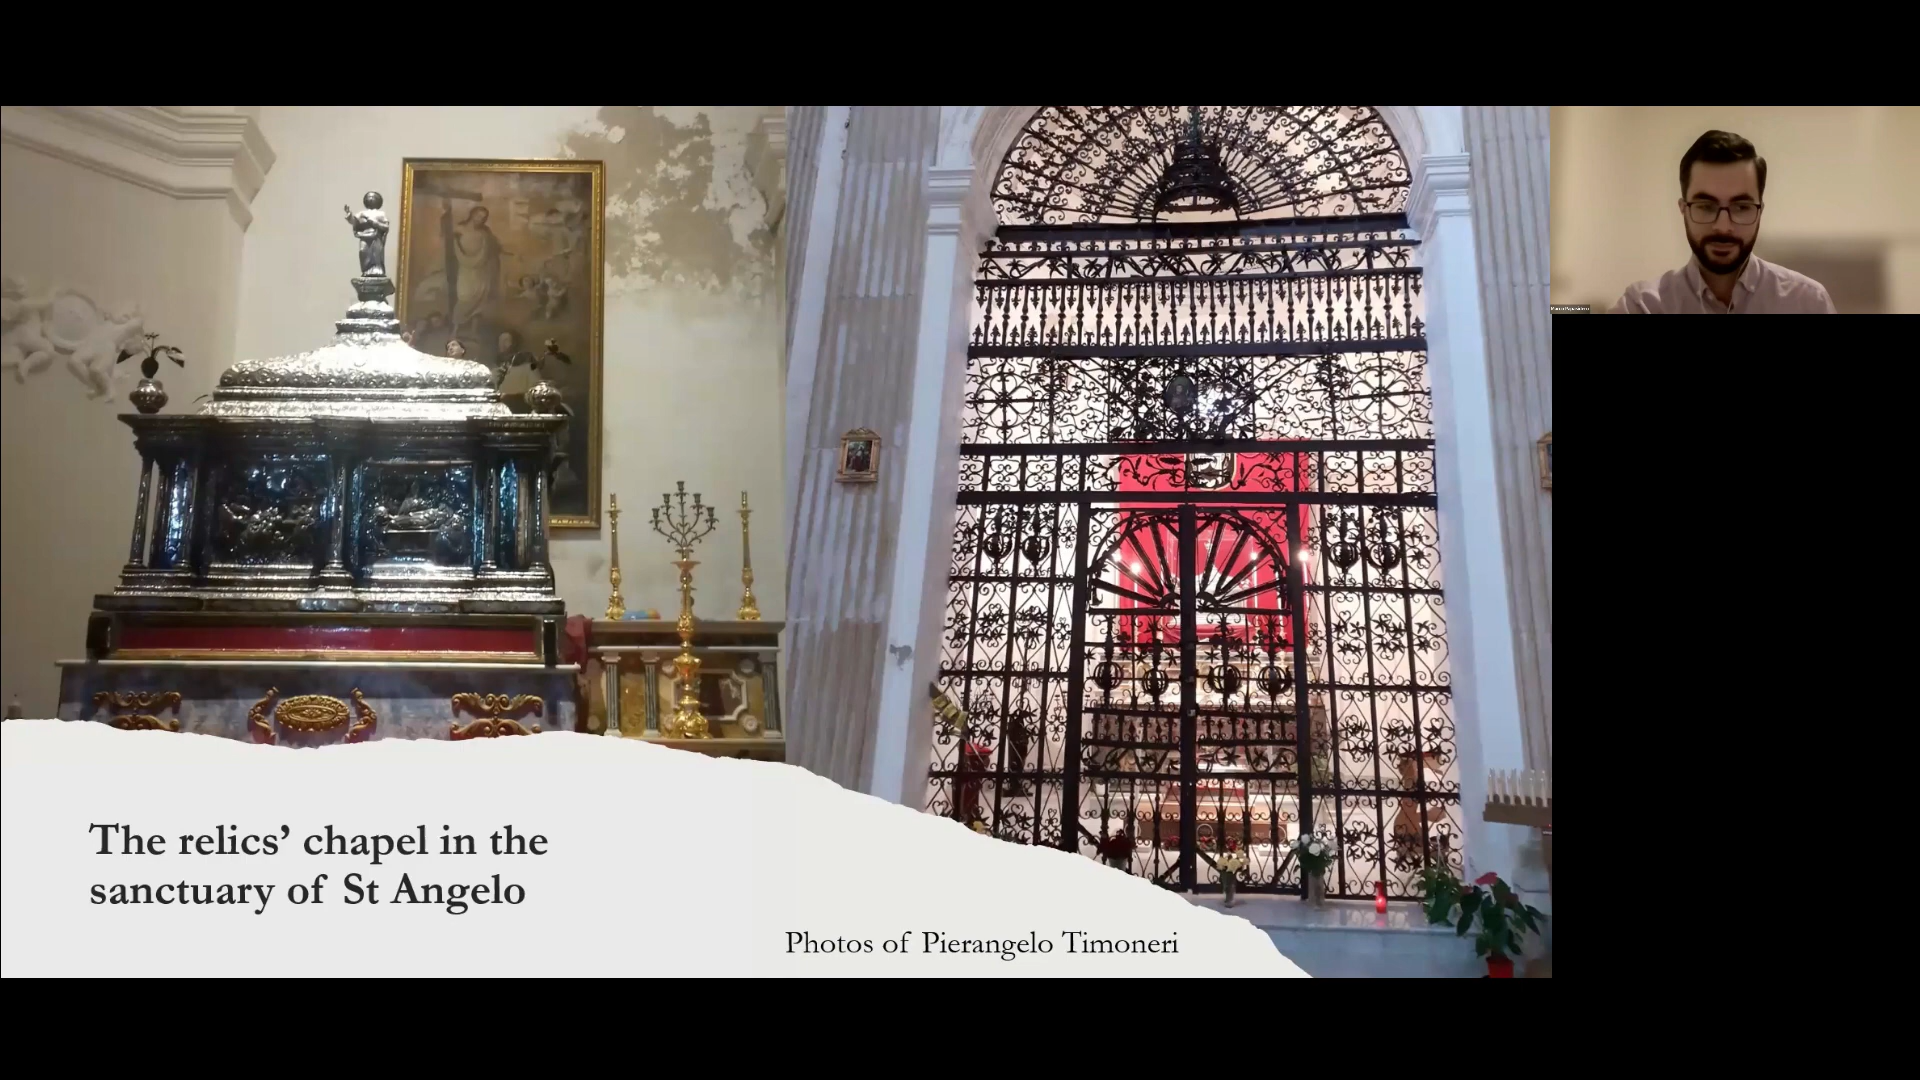 The relics’ chapel in the
sanctuary of St Angelo
Photos of Pierangelo Timoneri